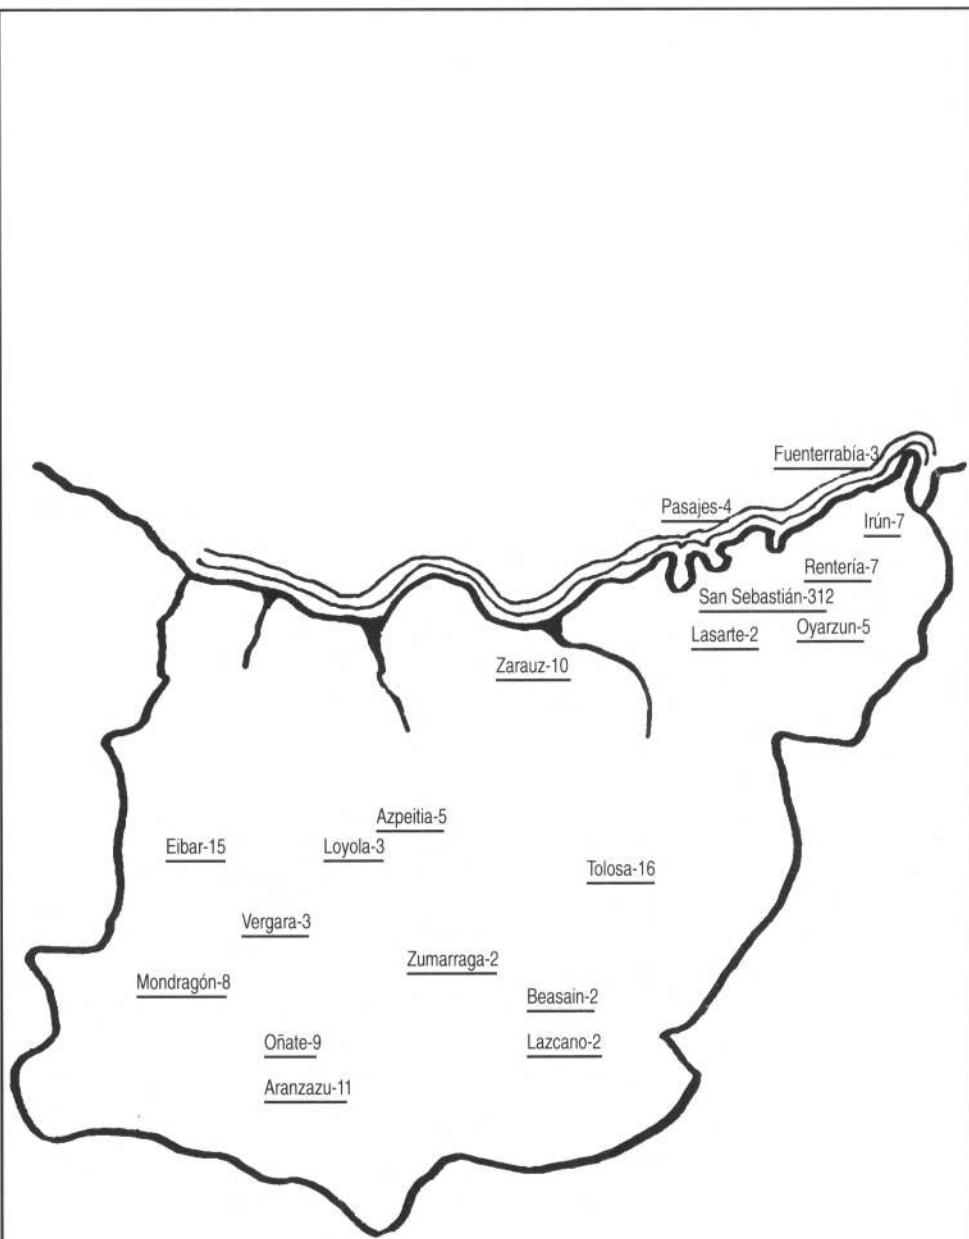 Fuenterrabía-3
Pasajes-4
Irún-7
Rentería-7
San Sebastián-312
Oyarzun-5
Lasarte-2
Zarauz-10
Azpeitia-5
Eibar-15
Loyola-3
Tolosa-16
Vergara-3
Zumarraga-2
Mondragón-8
Beasain-2
Oñate-9
Lazcano-2
Aranzazu-11